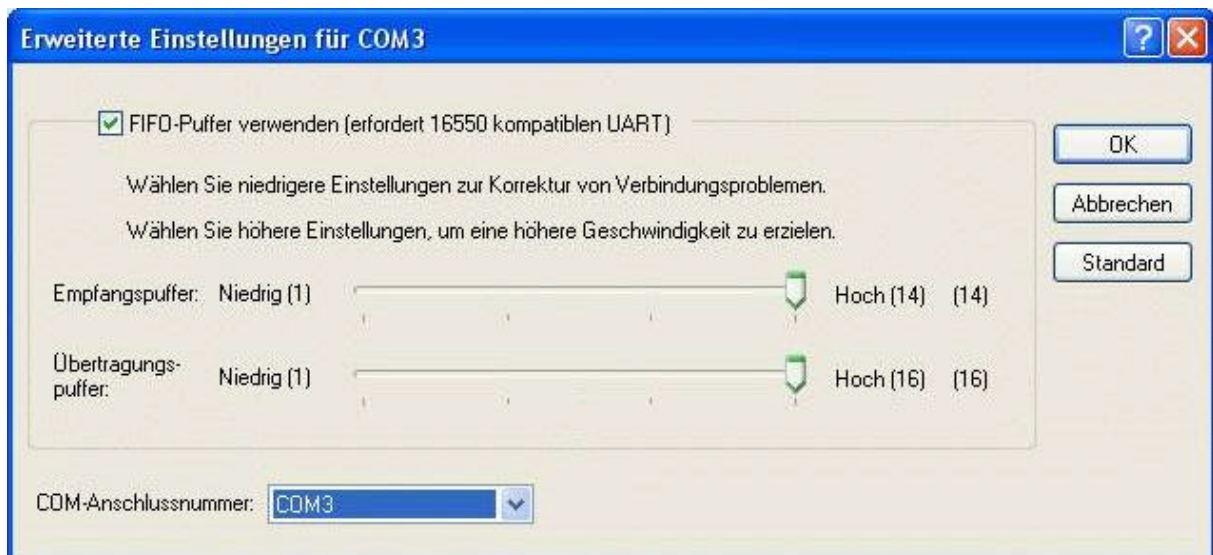 Erweiterte Einstellungen für COM3
FIFO-Puffer verwenden (erfordert 16550 kompatiblen UART)
Wählen Sie niedrigere Einstellungen zur Korrektur von Verbindungsproblemen.
Wählen Sie höhere Einstellungen, um eine höhere Geschwindigkeit zu erzielen.
Empfangspuffer: Niedrig (1) Hoch (14) (14)
Übertragungs-
puffer: Niedrig (1) Hoch (16) (16)
COM-Anschlussnummer: COM3
OK
Abbrechen
Standard